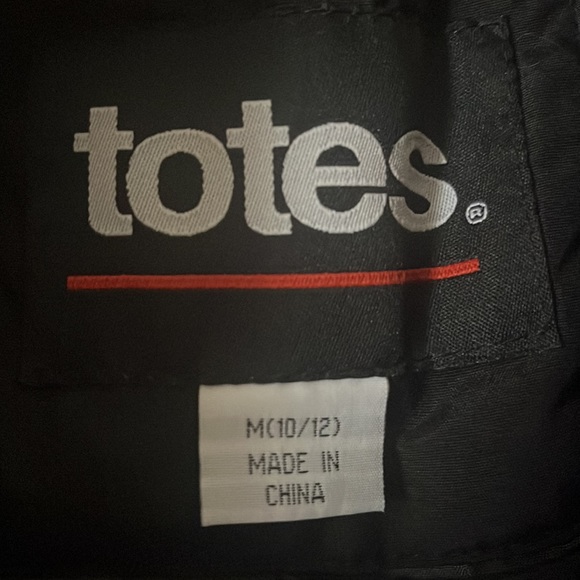 totes®
M(10/12)
MADE IN
CHINA